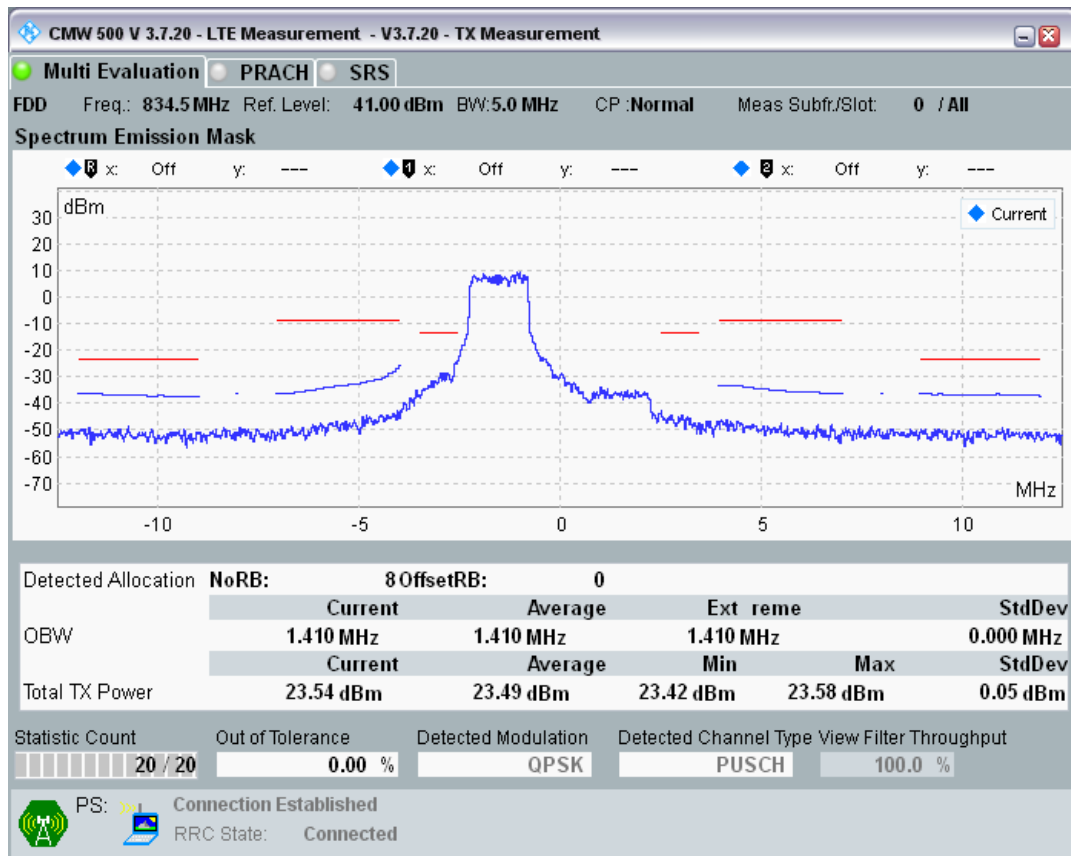 CMW 500 V 3.7.20 - LTE Measurement - V3.7.20 - TX Measurement
Multi Evaluation PRACH SRS
FDD Freq.: 834.5 MHz Ref. Level: 41.00 dBm BW:5.0 MHz CP :Normal Meas Subfr./Slot: 0 / All
Spectrum Emission Mask
R x: Off y: --- 1 x: Off y: --- 2 x: Off y: ---
dBm
Current
30
20
10
0
-10
-20
-30
-40
-50
-60
-70
MHz
-10 -5 0 5 10
Detected Allocation NoRB: 8 OffsetRB: 0
Current Average Ext reme StdDev
OBW 1.410 MHz 1.410 MHz 1.410 MHz 0.000 MHz
Current Average Min Max StdDev
Total TX Power 23.54 dBm 23.49 dBm 23.42 dBm 23.58 dBm 0.05 dBm
Statistic Count Out of Tolerance Detected Modulation Detected Channel Type View Filter Throughput
20 / 20 0.00 % QPSK PUSCH 100.0 %
PS: Connection Established
RRC State: Connected